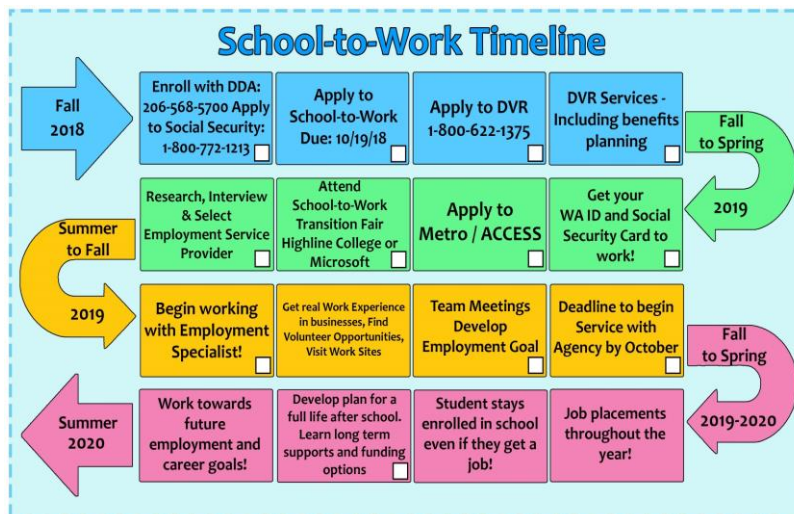 School-to-Work Timeline
Fall
2018
Enroll with DDA:
206-568-5700 Apply
to Social Security:
1-800-772-1213
Apply to
School-to-Work
Due: 10/19/18
Apply to DVR
1-800-622-1375
DVR Services -
Including benefits
planning
Fall
to Spring
2019
Research, Interview
& Select
Employment Service
Provider
Attend
School-to-Work
Transition Fair
Highline College or
Microsoft
Apply to
Metro / ACCESS
Get your
WA ID and Social
Security Card to
work!
Summer
to Fall
2019
Begin working
with Employment
Specialist!
Get real Work Experience
in businesses, Find
Volunteer Opportunities,
Visit Work Sites
Team Meetings
Develop
Employment Goal
Deadline to begin
Service with
Agency by October
Fall
to Spring
2019-2020
Summer
2020
Work towards
future
employment and
career goals!
Develop plan for a
full life after school.
Learn long term
supports and funding
options
Student stays
enrolled in school
even if they get a
job!
Job placements
throughout the
year!